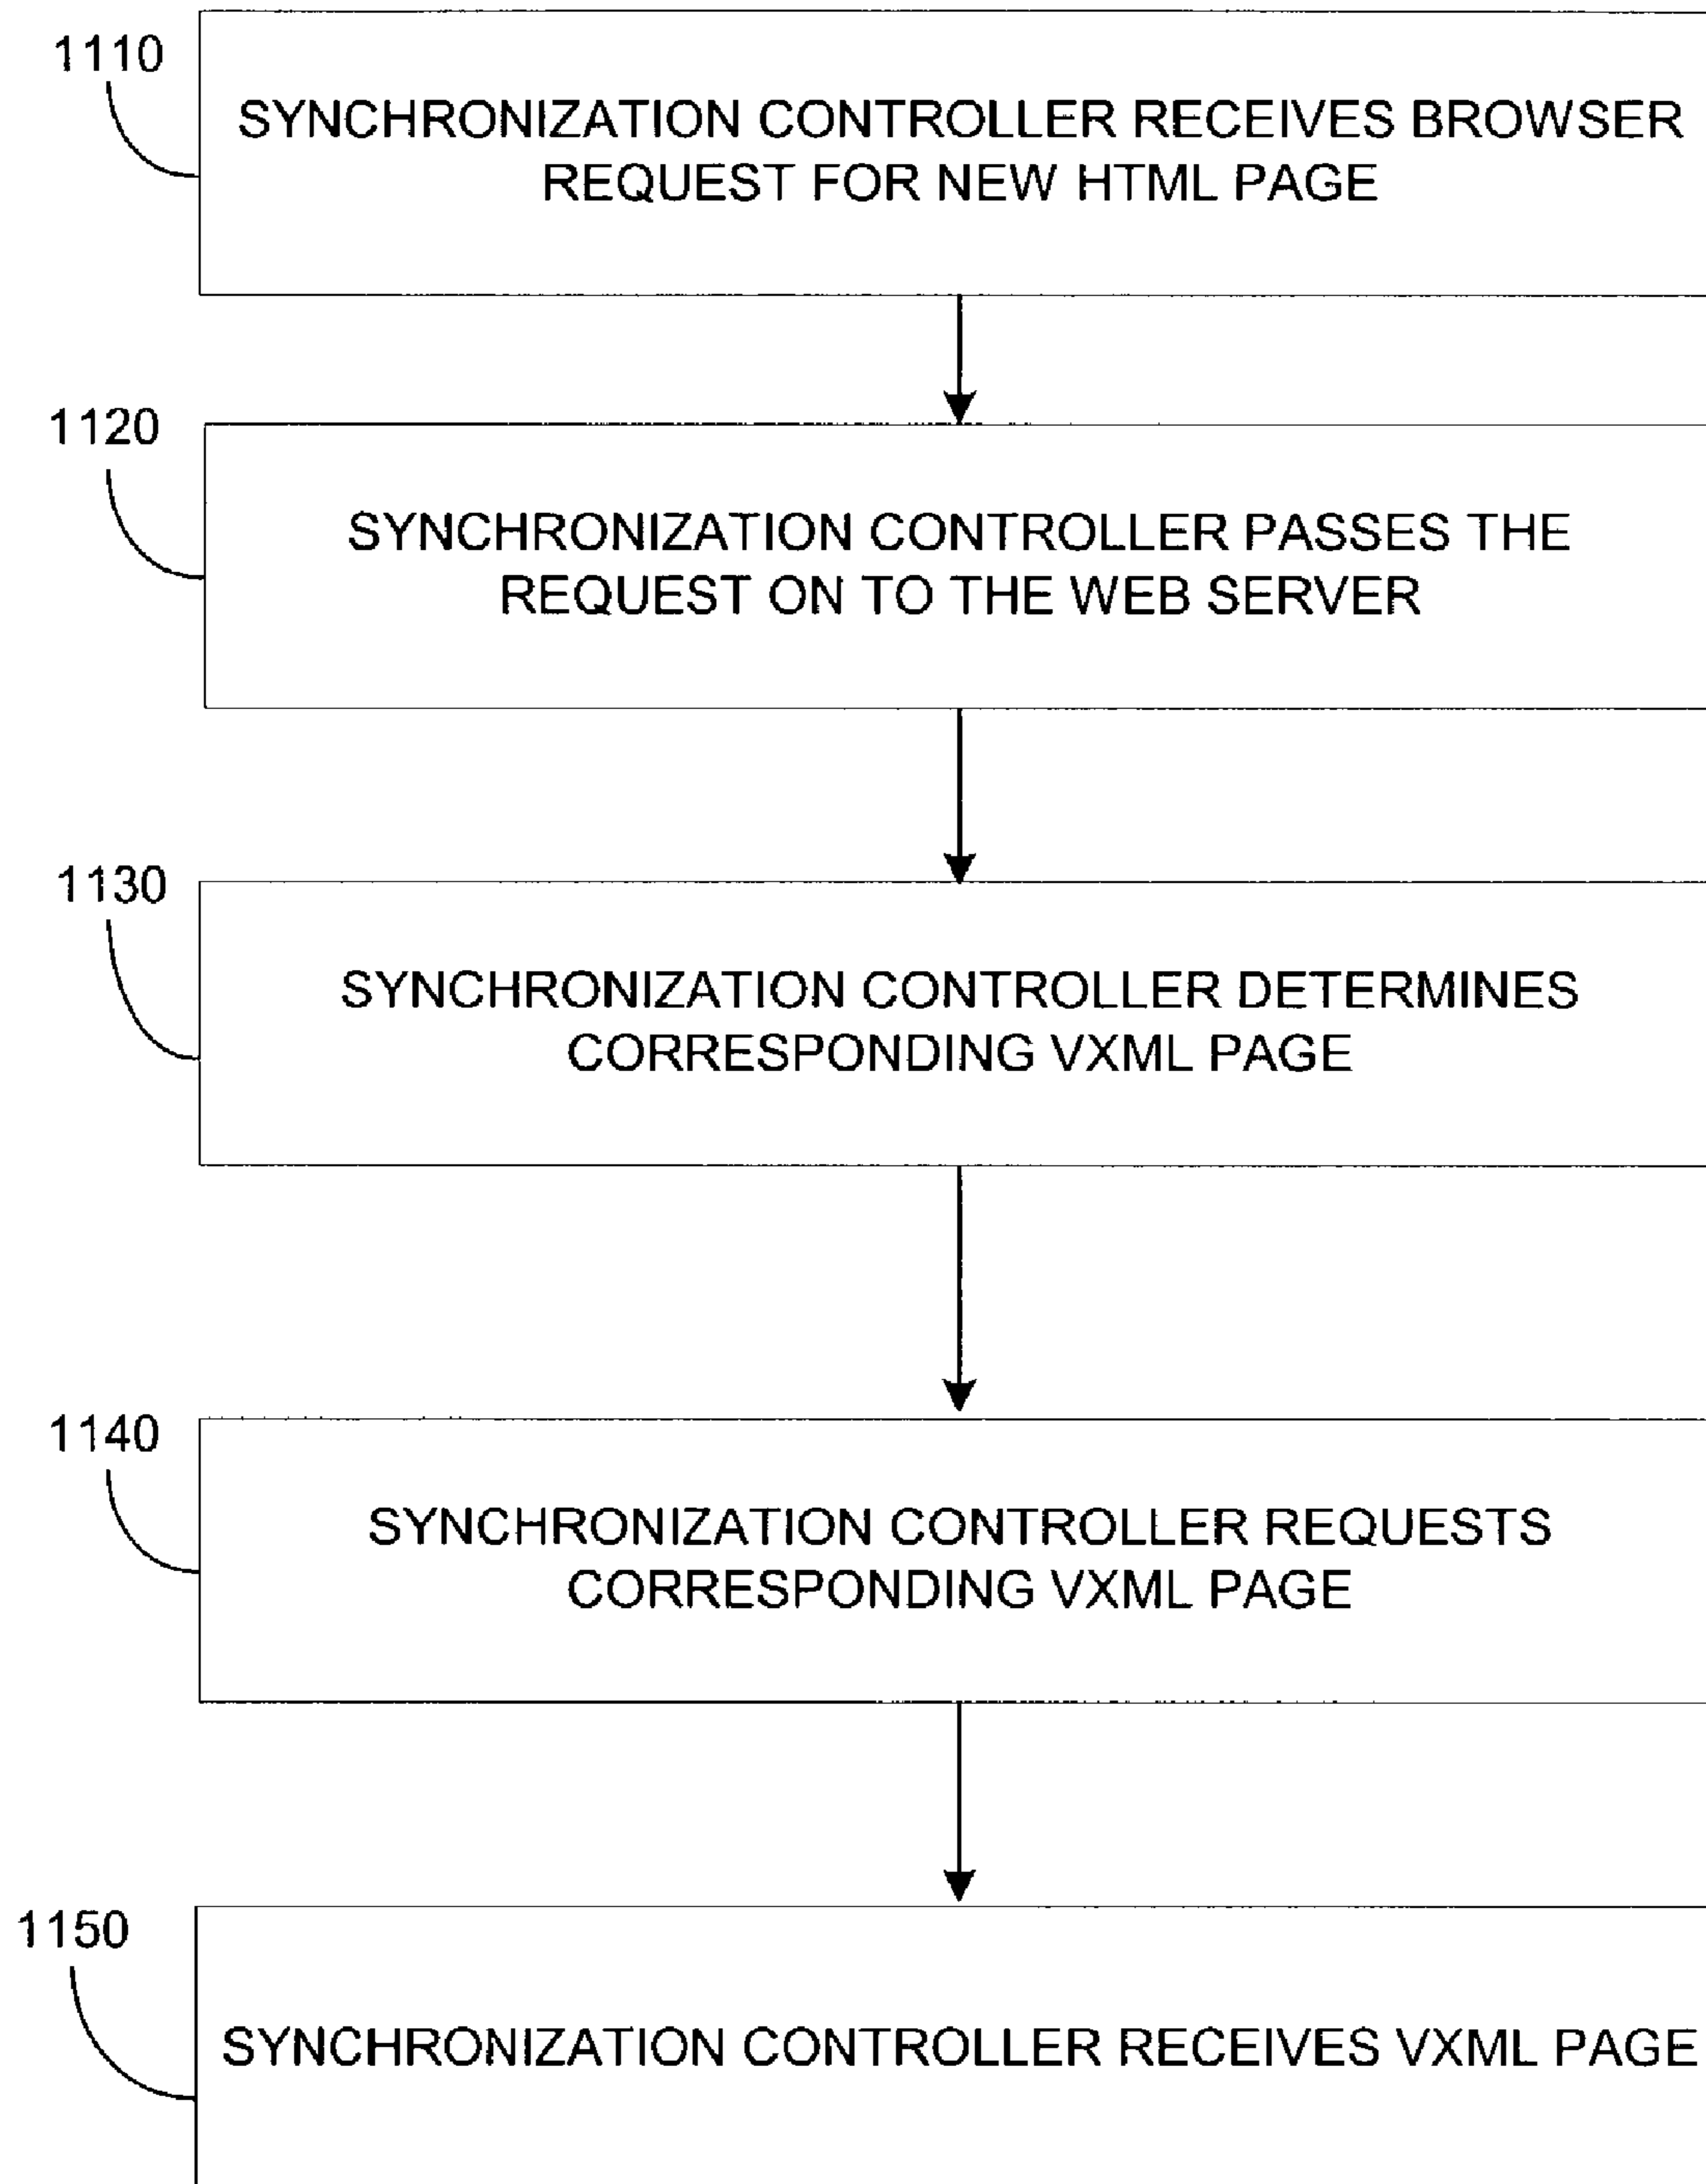 1110
SYNCHRONIZATION CONTROLLER RECEIVES BROWSER
REQUEST FOR NEW HTML PAGE
1120
SYNCHRONIZATION CONTROLLER PASSES THE
REQUEST ON TO THE WEB SERVER
1130
SYNCHRONIZATION CONTROLLER DETERMINES
CORRESPONDING VXML PAGE
1140
SYNCHRONIZATION CONTROLLER REQUESTS
CORRESPONDING VXML PAGE
1150
SYNCHRONIZATION CONTROLLER RECEIVES VXML PAGE